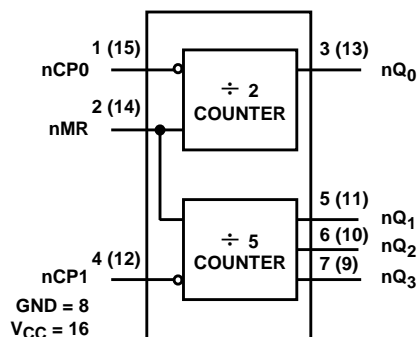 1 (15)
nCP0
÷ 2
COUNTER
3 (13)
nQ0
2 (14)
nMR
÷ 5
COUNTER
5 (11)
nQ1
6 (10)
nQ2
7 (9)
nQ3
4 (12)
nCP1
GND = 8
VCC = 16